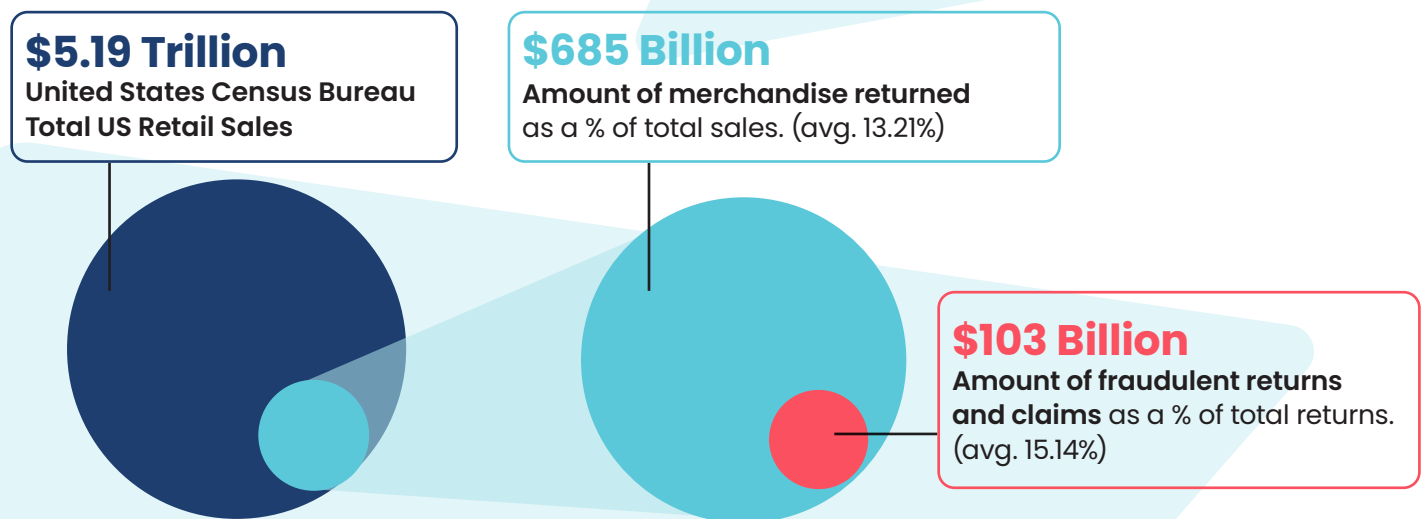 $5.19 Trillion
United States Census Bureau
Total US Retail Sales
$685 Billion
Amount of merchandise returned
as a % of total sales. (avg. 13.21%)
$103 Billion
Amount of fraudulent returns
and claims as a % of total returns.
(avg. 15.14%)